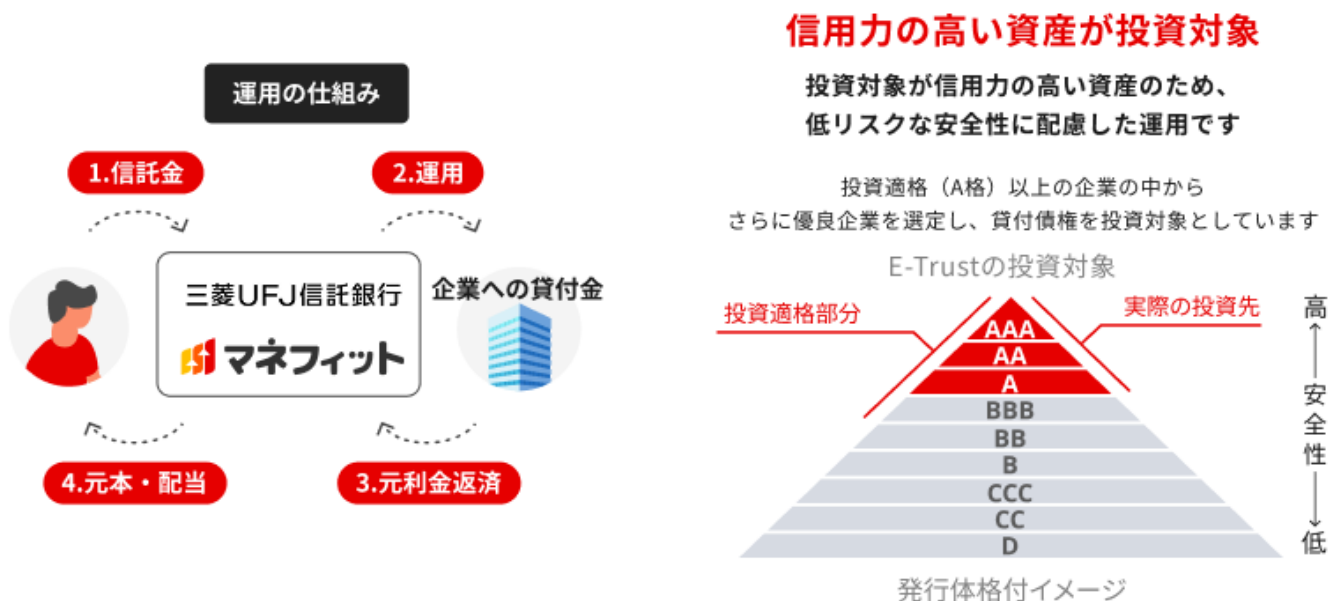 運用の仕組み
1.信託金
2.運用
三菱UFJ信託銀行
マネフィット
企業への貸付金
4.元本・配当
3.元利金返済
信用力の高い資産が投資対象
投資対象が信用力の高い資産のため、
低リスクな安全性に配慮した運用です
投資適格（A格）以上の企業の中から
さらに優良企業を選定し、貸付債権を投資対象としています
E-Trustの投資対象
投資適格部分
実際の投資先
AAA
AA
A
BBB
BB
B
CCC
CC
D
高
安全性
低
発行体格付イメージ